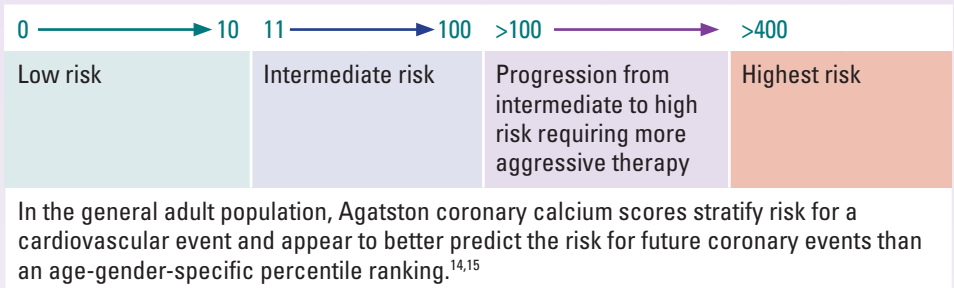 0 → 10 11 → 100 >100 → >400
Low risk Intermediate risk Progression from Highest risk
intermediate to high
risk requiring more
aggressive therapy
In the general adult population, Agatston coronary calcium scores stratify risk for a
cardiovascular event and appear to better predict the risk for future coronary events than
an age-gender-specific percentile ranking.14,15